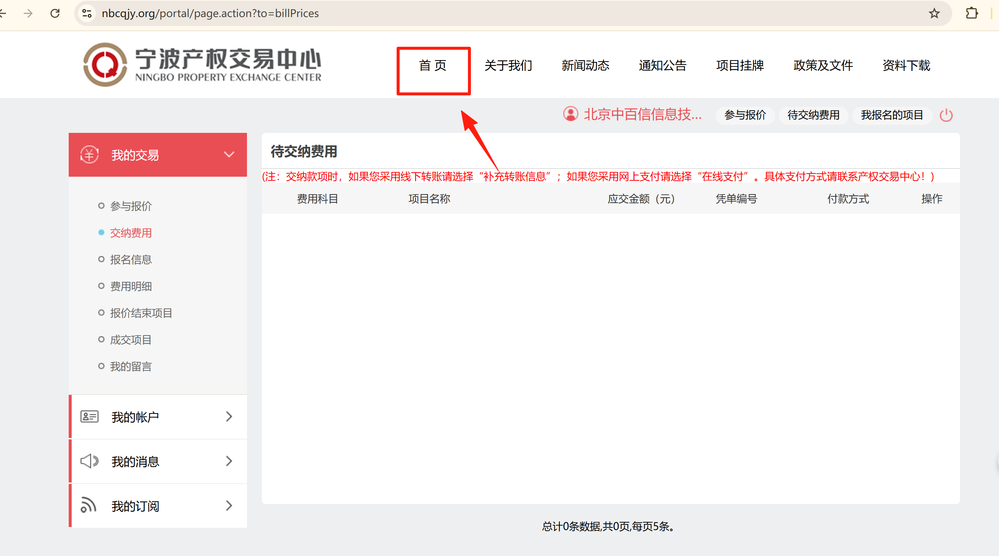 nbcqjy.org/portal/page.action?to=billPrices
宁波产权交易中心
NINGBO PROPERTY EXCHANGE CENTER
首 页 关于我们 新闻动态 通知公告 项目挂牌 政策及文件 资料下载
北京中百信信息技... 参与报价 待交纳费用 我报名的项目
我的交易
参与报价
交纳费用
报名信息
费用明细
报价结束项目
成交项目
我的留言
我的帐户
我的消息
我的订阅
待交纳费用
(注：交纳款项时，如果您采用线下转账请选择“补充转账信息”；如果您采用网上支付请选择“在线支付”。具体支付方式请联系产权交易中心！)
费用科目 项目名称 应交金额（元） 凭单编号 付款方式 操作
总计0条数据,共0页,每页5条。